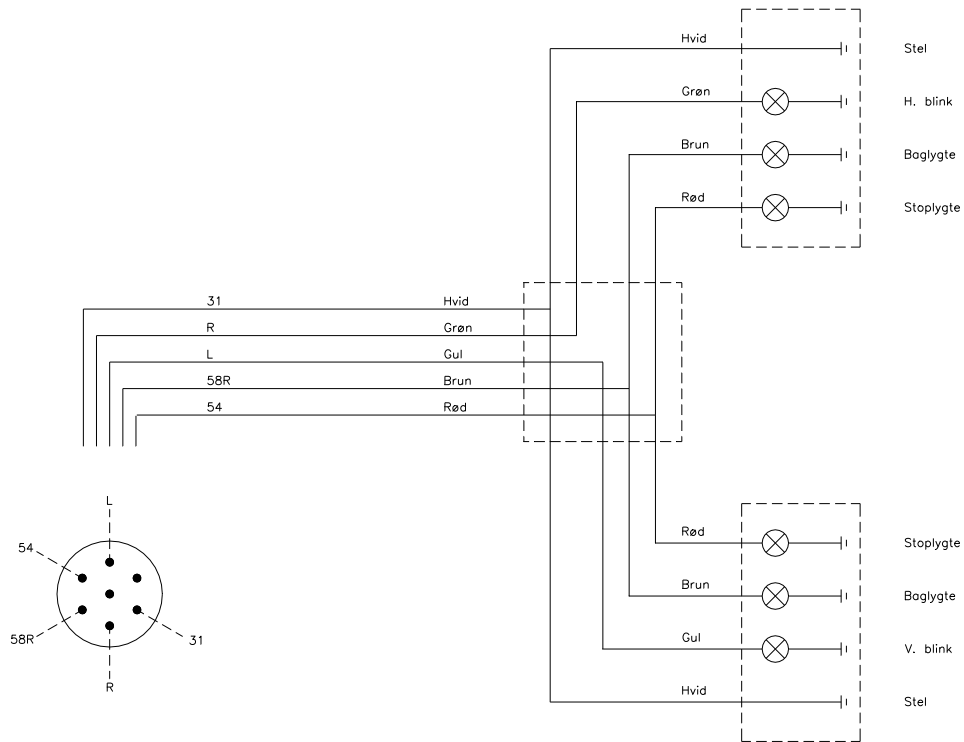 Hvid Stel
Grøn H. blink
Brun Baglygte
Rød Stoplygte
31 Hvid
R Grøn
L Gul
58R Brun
54 Rød
L
54
58R
31
R
Rød Stoplygte
Brun Baglygte
Gul V. blink
Hvid Stel